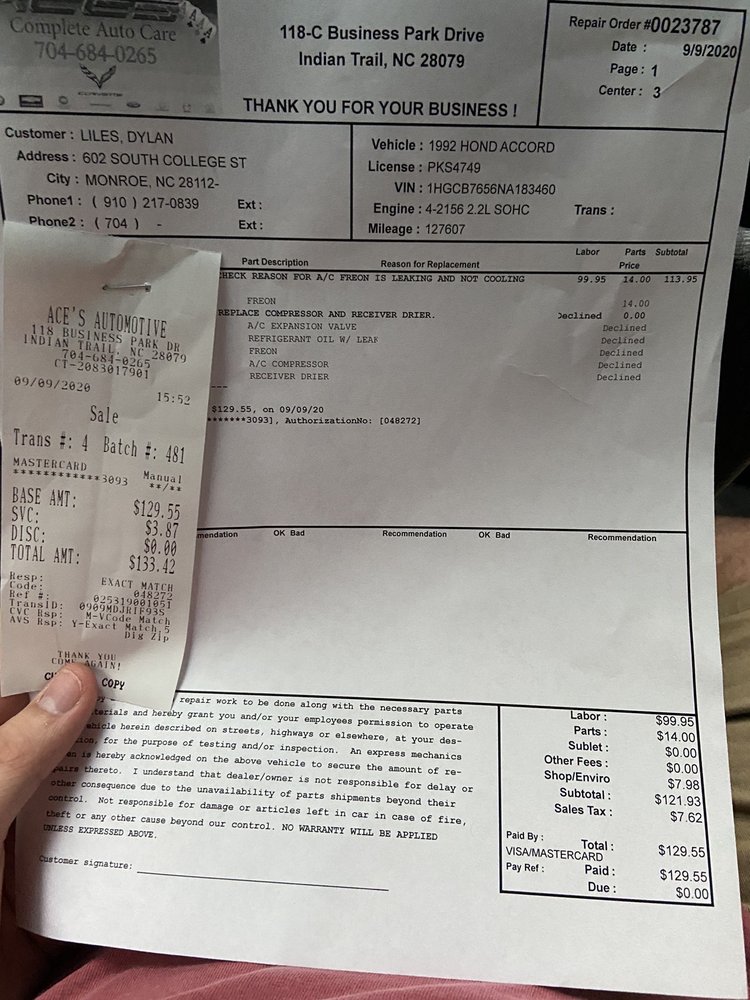 Complete Auto Care
704-684-0265
118-C Business Park Drive
Indian Trail, NC 28079
THANK YOU FOR YOUR BUSINESS !
Repair Order #0023787
Date : 9/9/2020
Page : 1
Center : 3
Customer : LILES, DYLAN
Address : 602 SOUTH COLLEGE ST
City : MONROE, NC 28112-
Phone1 : ( 910 ) 217-0839 Ext :
Phone2 : ( 704 ) - Ext :
Vehicle : 1992 HOND ACCORD
License : PKS4749
VIN : 1HGCB7656NA183460
Engine : 4-2156 2.2L SOHC Trans :
Mileage : 127607
Part Description Reason for Replacement Labor Parts Price Subtotal
CHECK REASON FOR A/C FREON IS LEAKING AND NOT COOLING 99.95 14.00 113.95
FREON 14.00
REPLACE COMPRESSOR AND RECEIVER DRIER. Declined 0.00
A/C EXPANSION VALVE Declined
REFRIGERANT OIL W/ LEAK Declined
FREON Declined
A/C COMPRESSOR Declined
RECEIVER DRIER Declined
---
$129.55, on 09/09/20
*******3093], AuthorizationNo: [048272]
ACE'S AUTOMOTIVE
118 BUSINESS PARK DR
INDIAN TRAIL, NC 28079
704-684-0265
CT-2083017901
09/09/2020 15:52
Sale
Trans #: 4 Batch #: 481
MASTERCARD Manual
************3093 **/**
BASE AMT: $129.55
SVC: $3.87
DISC: $0.00
TOTAL AMT: $133.42
Resp: EXACT MATCH
Code: 048272
Ref #: 025319001051
TransID: 0909MDJRIF93S
CVC Rsp: M-VCode Match
AVS Rsp: Y-Exact Match,5
Dig Zip
THANK YOU
COME AGAIN!
COPY
mendation OK Bad Recommendation OK Bad Recommendation
repair work to be done along with the necessary parts
terials and hereby grant you and/or your employees permission to operate
vehicle herein described on streets, highways or elsewhere, at your des-
ion, for the purpose of testing and/or inspection. An express mechanics
en is hereby acknowledged on the above vehicle to secure the amount of re-
pairs thereto. I understand that dealer/owner is not responsible for delay or
other consequence due to the unavailability of parts shipments beyond their
control. Not responsible for damage or articles left in car in case of fire,
theft or any other cause beyond our control. NO WARRANTY WILL BE APPLIED
UNLESS EXPRESSED ABOVE.
Customer signature:
Labor : $99.95
Parts : $14.00
Sublet : $0.00
Other Fees : $0.00
Shop/Enviro $7.98
Subtotal : $121.93
Sales Tax : $7.62
Paid By : Total : $129.55
VISA/MASTERCARD
Pay Ref : Paid : $129.55
Due : $0.00